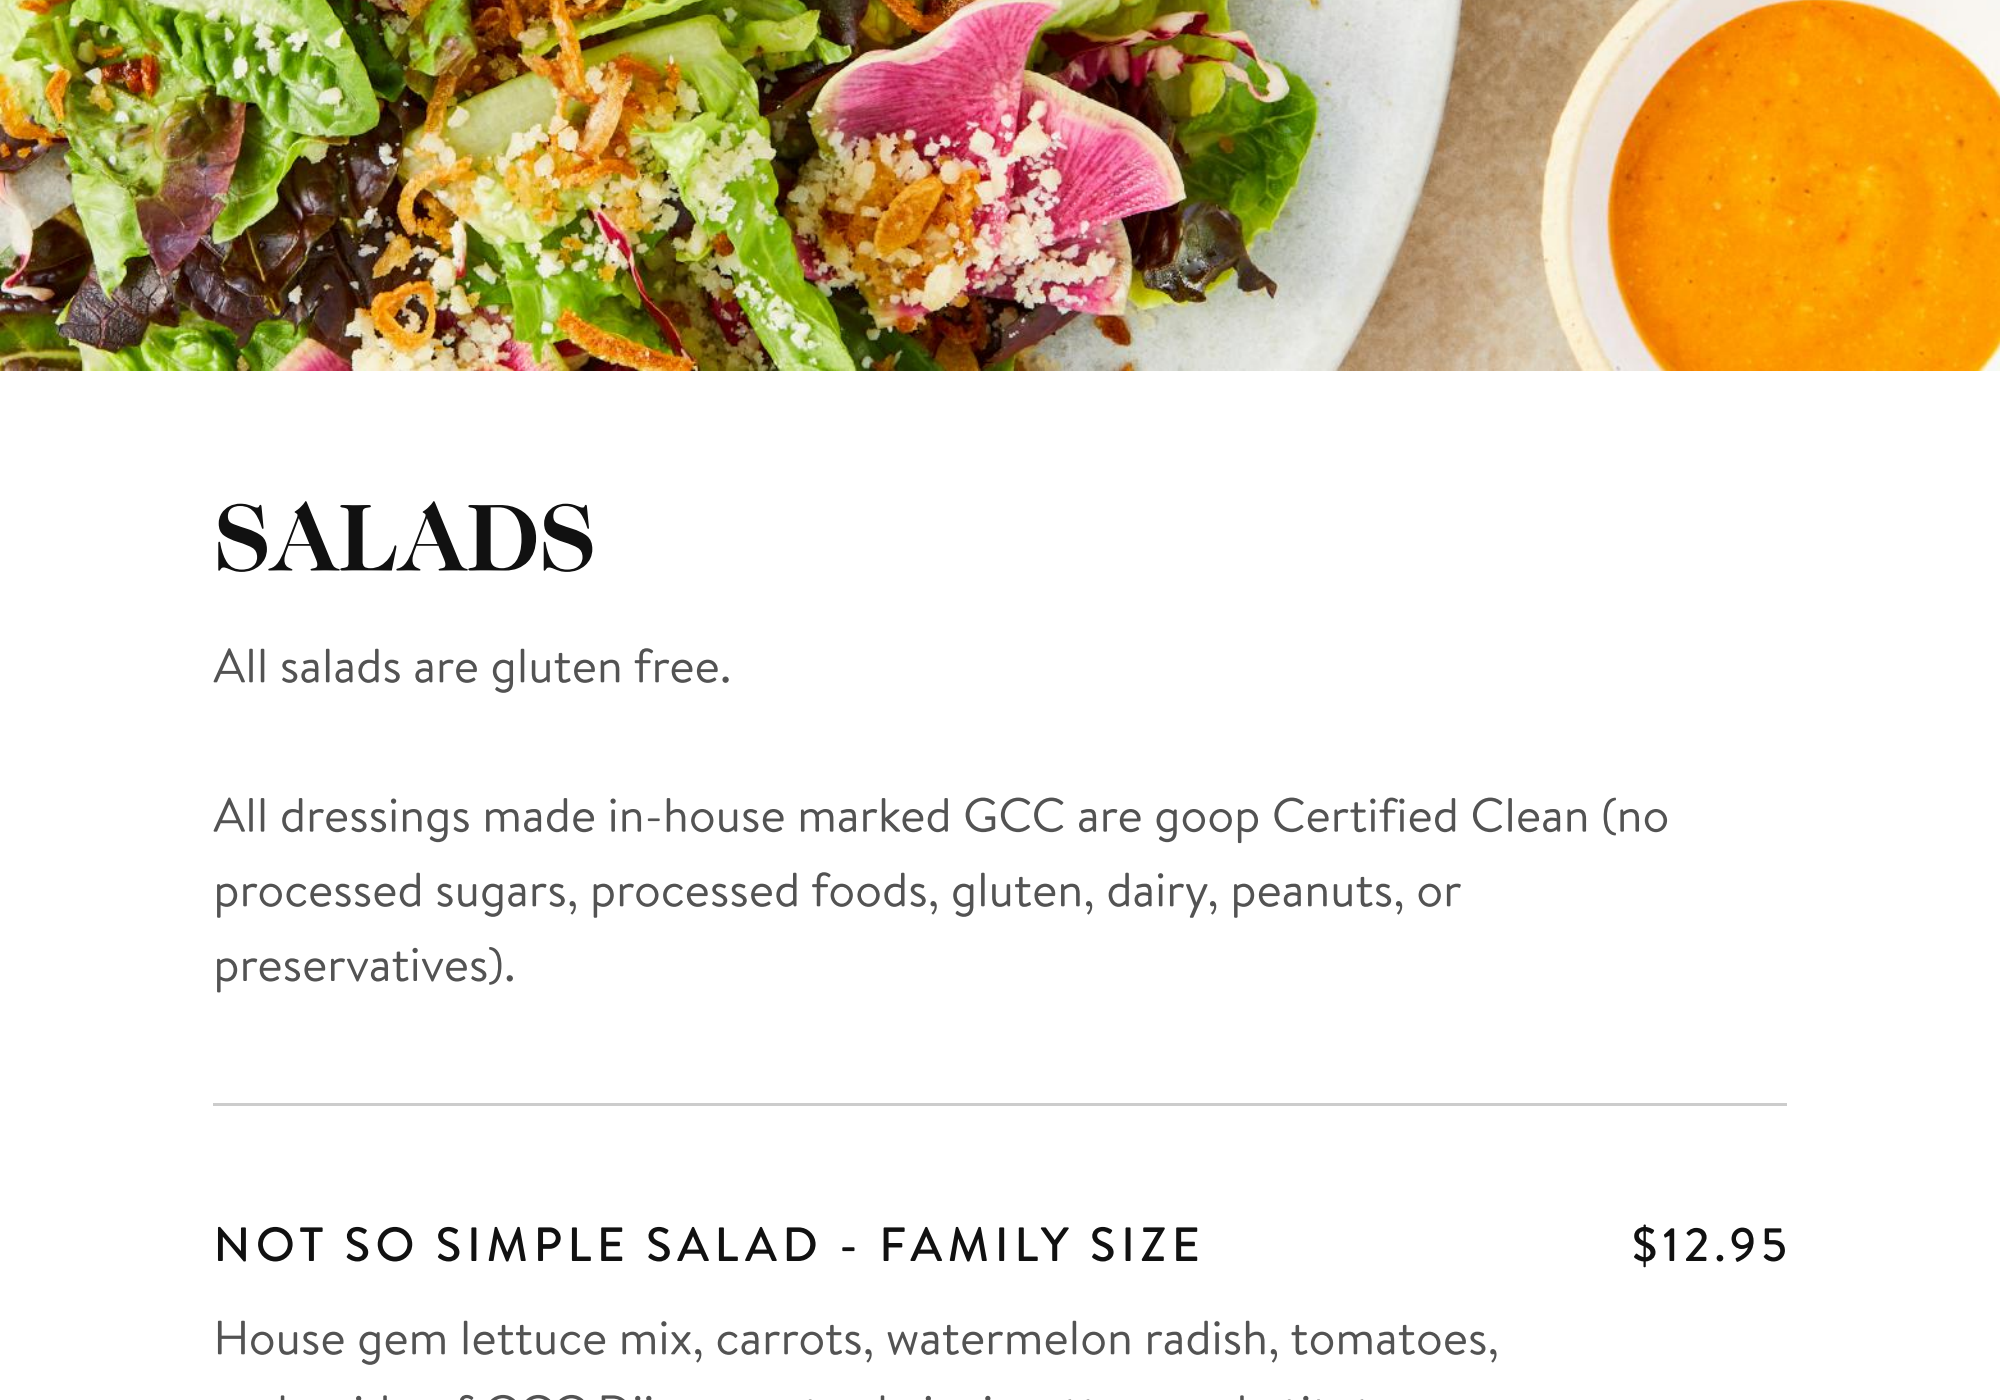 SALADS
All salads are gluten free.
All dressings made in-house marked GCC are goop Certified Clean (no
processed sugars, processed foods, gluten, dairy, peanuts, or
preservatives).
NOT SO SIMPLE SALAD - FAMILY SIZE $12.95
House gem lettuce mix, carrots, watermelon radish, tomatoes,